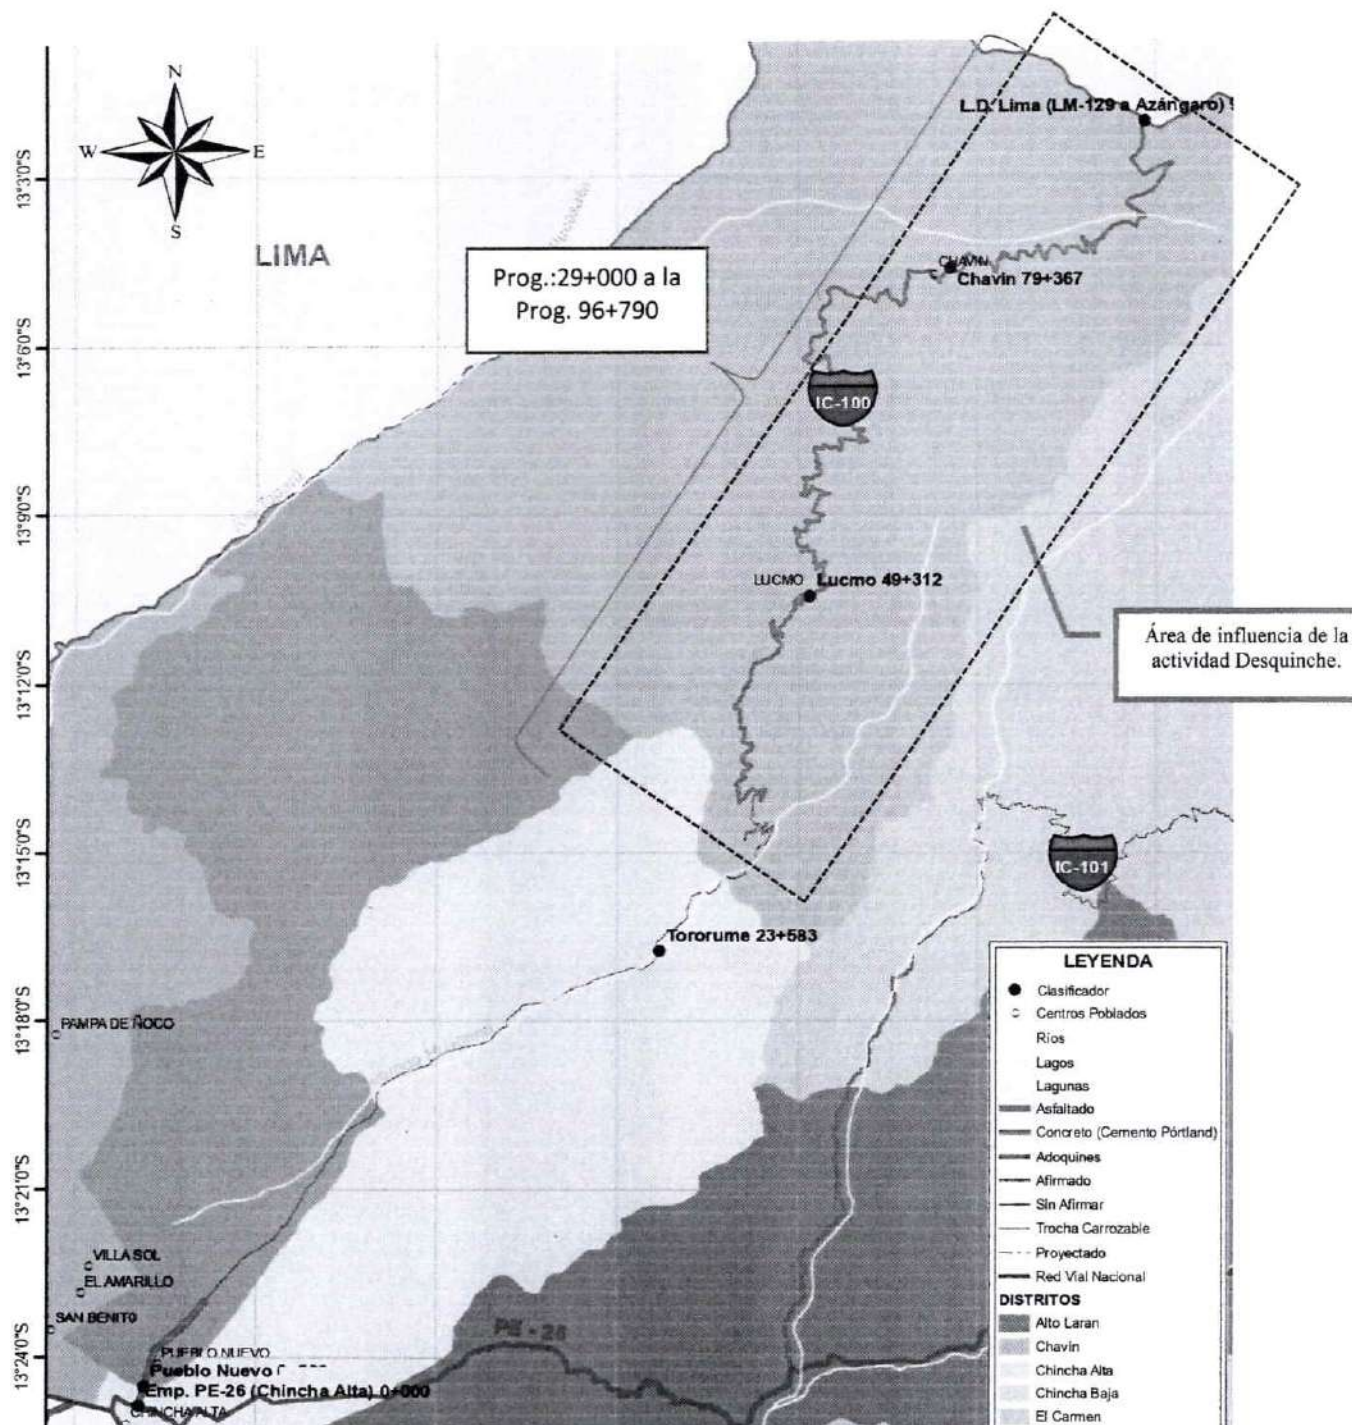 N
W
E
S
LIMA
13°3'0"S
13°6'0"S
13°9'0"S
13°12'0"S
13°15'0"S
13°18'0"S
13°21'0"S
13°24'0"S
L.D. Lima (LM-129 a Azángaro)
Prog.:29+000 a la
Prog. 96+790
CHAVIN
Chavin 79+367
IC-100
LUCMO
Lucmo 49+312
Área de influencia de la
actividad Desquinche.
IC-101
Tororume 23+583
PAMPA DE ÑOCO
VILLA SOL
EL AMARILLO
SAN BENITO
PUEBLO NUEVO
Pueblo Nuevo
Emp. PE-26 (Chincha Alta) 0+000
CHINCHA ALTA
PE - 26
LEYENDA
Clasificador
Centros Poblados
Ríos
Lagos
Lagunas
Asfaltado
Concreto (Cemento Pórtland)
Adoquines
Afirmado
Sin Afirmar
Trocha Carrozable
Proyectado
Red Vial Nacional
DISTRITOS
Alto Laran
Chavin
Chincha Alta
Chincha Baja
El Carmen